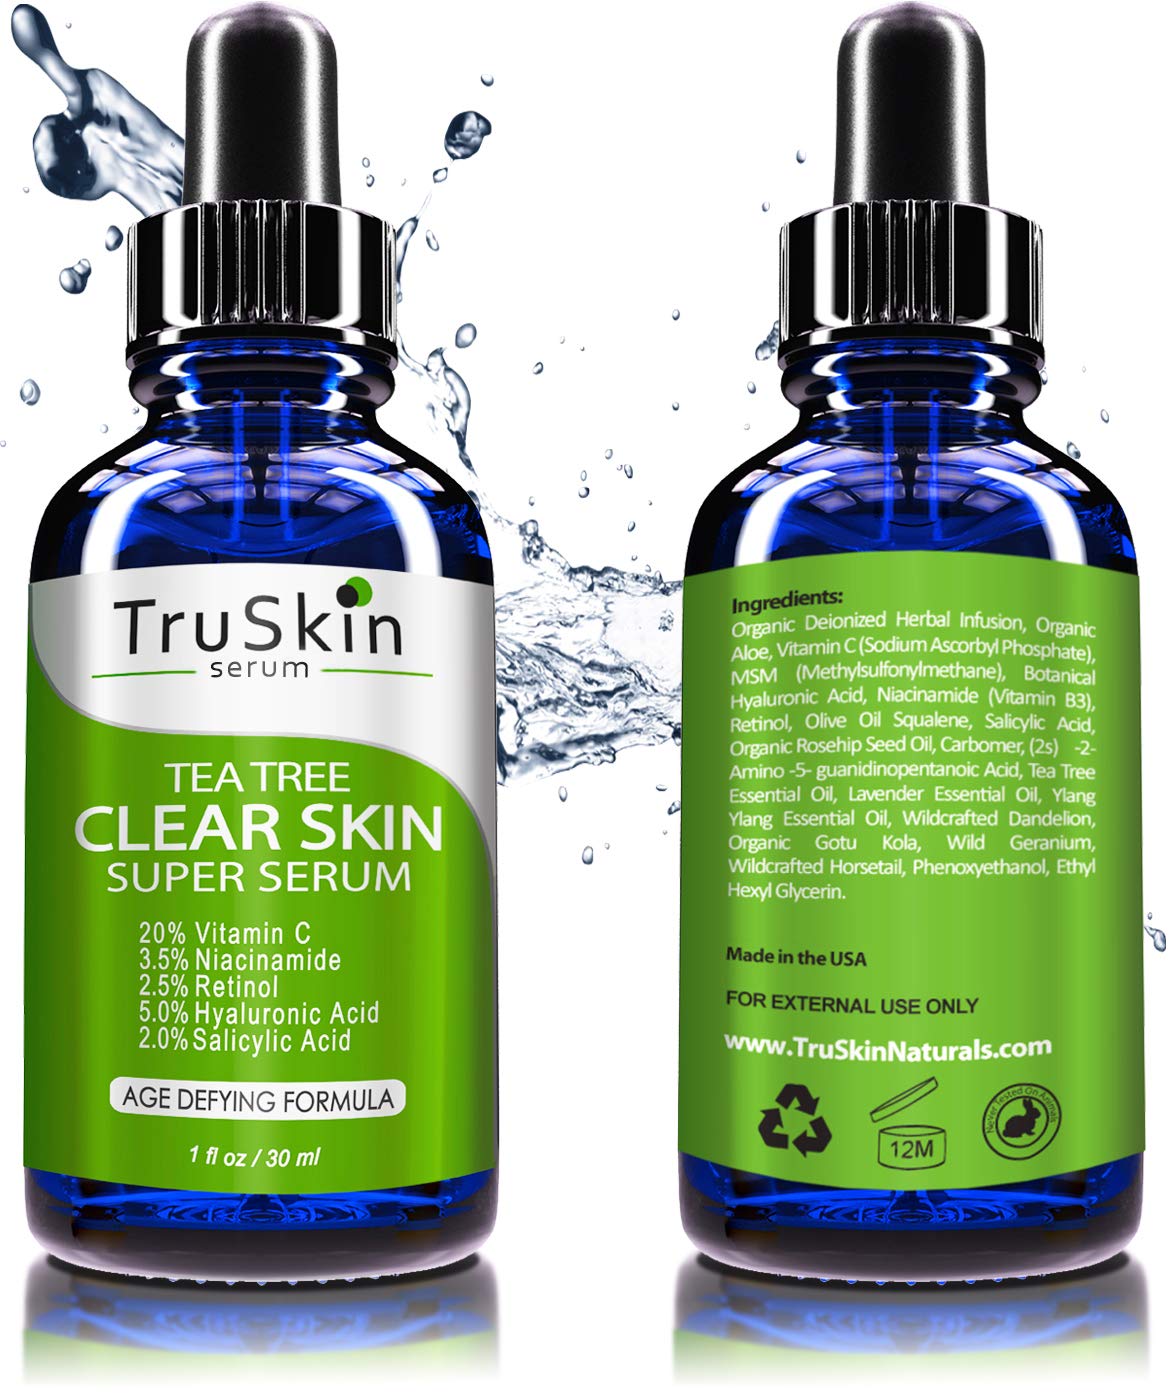 TruSkin
serum
TEA TREE
CLEAR SKIN
SUPER SERUM
20% Vitamin C
3.5% Niacinamide
2.5% Retinol
5.0% Hyaluronic Acid
2.0% Salicylic Acid
AGE DEFYING FORMULA
1 fl oz / 30 ml
Ingredients:
Organic Deionized Herbal Infusion, Organic
Aloe, Vitamin C (Sodium Ascorbyl Phosphate),
MSM (Methylsulfonylmethane), Botanical
Hyaluronic Acid, Niacinamide (Vitamin B3),
Retinol, Olive Oil Squalene, Salicylic Acid,
Organic Rosehip Seed Oil, Carbomer, (2s) -2-
Amino -5- guanidinopentanoic Acid, Tea Tree
Essential Oil, Lavender Essential Oil, Ylang
Ylang Essential Oil, Wildcrafted Dandelion,
Organic Gotu Kola, Wild Geranium,
Wildcrafted Horsetail, Phenoxyethanol, Ethyl
Hexyl Glycerin.
Made in the USA
FOR EXTERNAL USE ONLY
www.TruSkinNaturals.com
12M
Never Tested On Animals